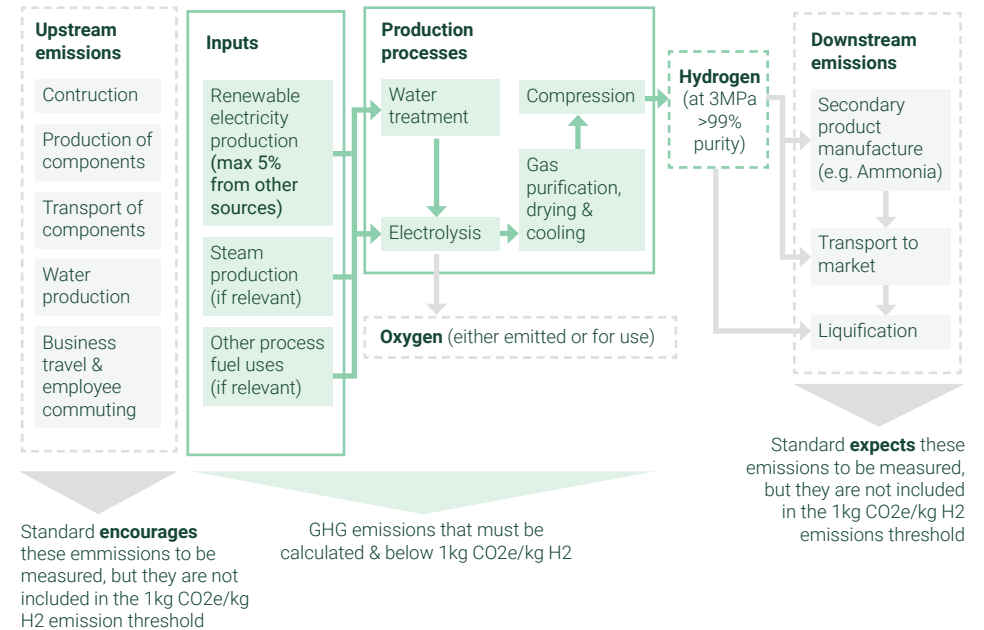 Upstream
emissions
Contruction
Production of
components
Transport of
components
Water
production
Business
travel &
employee
commuting
Standard encourages
these emmissions to be
measured, but they are not
included in the 1kg CO2e/kg
H2 emission threshold
Inputs
Renewable
electricity
production
(max 5%
from other
sources)
Steam
production
(if relevant)
Other process
fuel uses
(if relevant)
Production
processes
Water
treatment
Electrolysis
Compression
Gas
purification,
drying &
cooling
Oxygen (either emitted or for use)
GHG emissions that must be
calculated & below 1kg CO2e/kg H2
Hydrogen
(at 3MPa
>99%
purity)
Downstream
emissions
Secondary
product
manufacture
(e.g. Ammonia)
Transport to
market
Liquification
Standard expects these
emissions to be measured,
but they are not included
in the 1kg CO2e/kg H2
emissions threshold